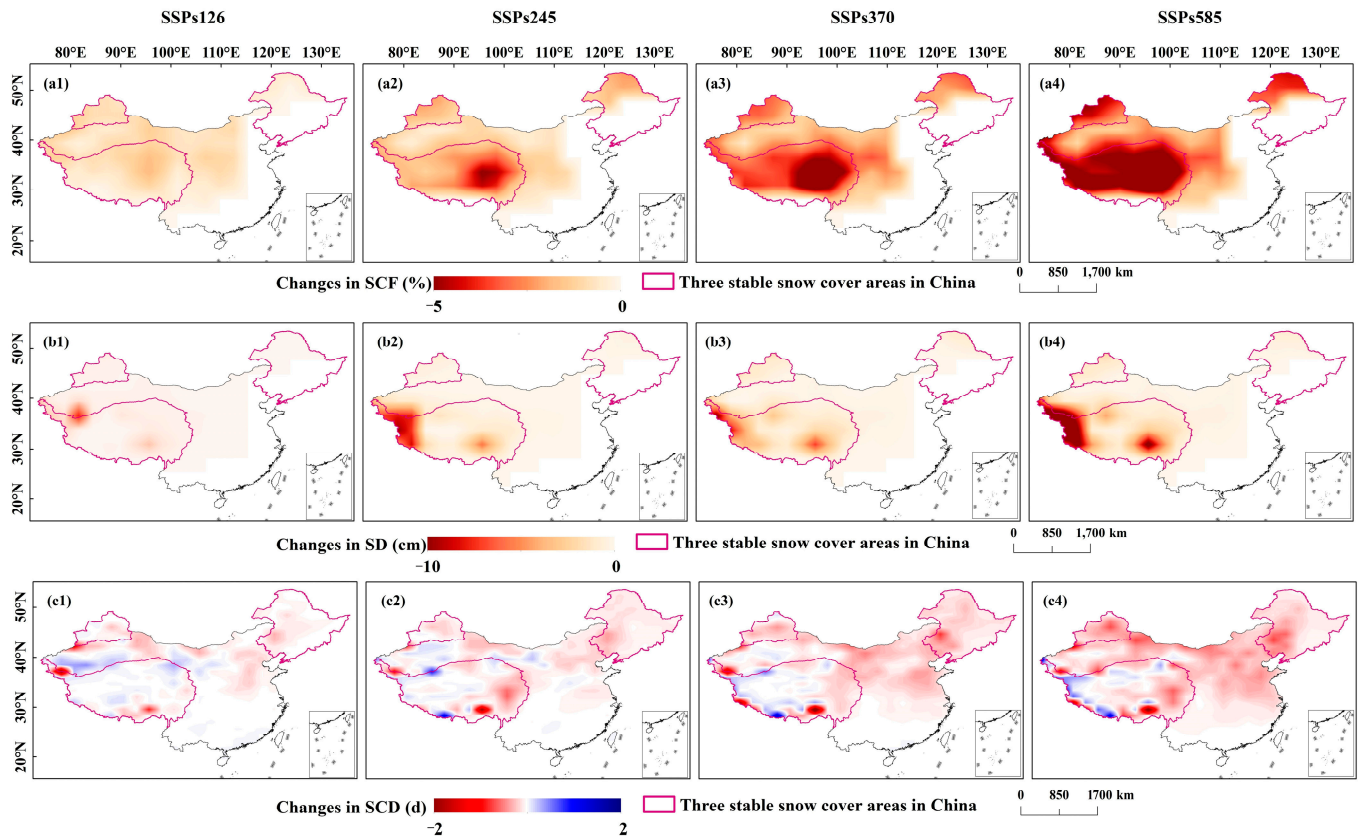 SSPs126 SSPs245 SSPs370 SSPs585
80°E 90°E 100°E 110°E 120°E 130°E 80°E 90°E 100°E 110°E 120°E 130°E 80°E 90°E 100°E 110°E 120°E 130°E 80°E 90°E 100°E 110°E 120°E 130°E
(a1) (a2) (a3) (a4)
50°N
40°N
30°N
20°N
Changcs in SCF (%) Three stable snow cover areas in China 0 850 1,700 km
−5 0
(b1) (b2) (b3) (b4)
50°N
40°N
30°N
20°N
Changes in SD (cm) Three stable snow cover areas in China 0 850 1,700 km
−10 0
(c1) (c2) (c3) (c4)
50°N
40°N
30°N
20°N
Changes in SCD (d) Three stable snow cover areas in China 0 850 1700 km
−2 2